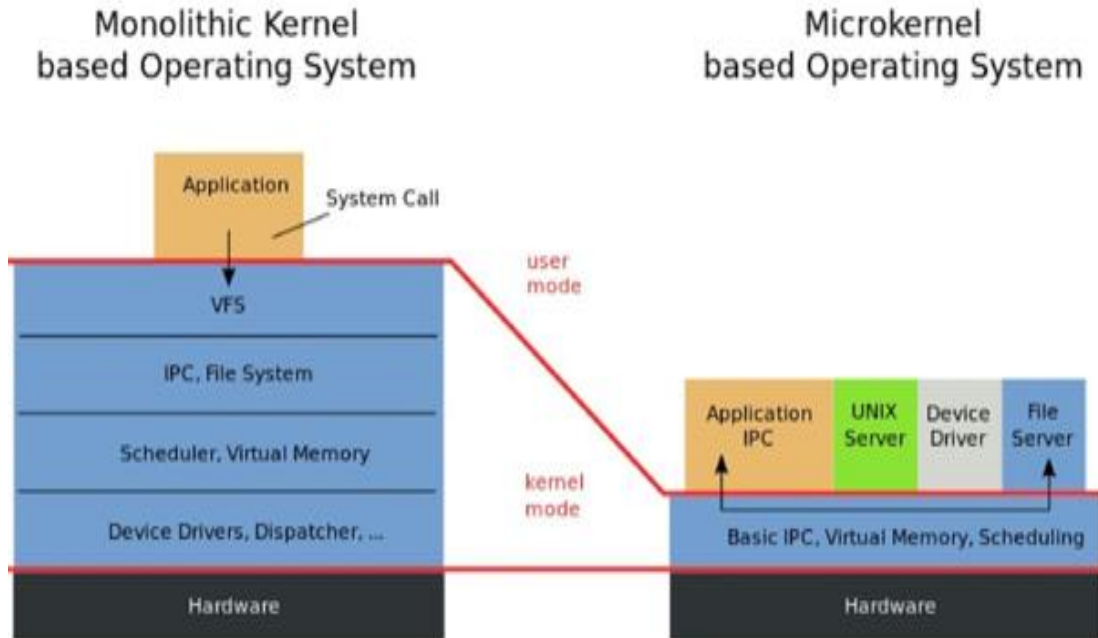 Monolithic Kernel
based Operating System
Microkernel
based Operating System
Application
System Call
user
mode
VFS
IPC, File System
Scheduler, Virtual Memory
kernel
mode
Device Drivers, Dispatcher, ...
Hardware
Application
IPC
UNIX
Server
Device
Driver
File
Server
Basic IPC, Virtual Memory, Scheduling
Hardware